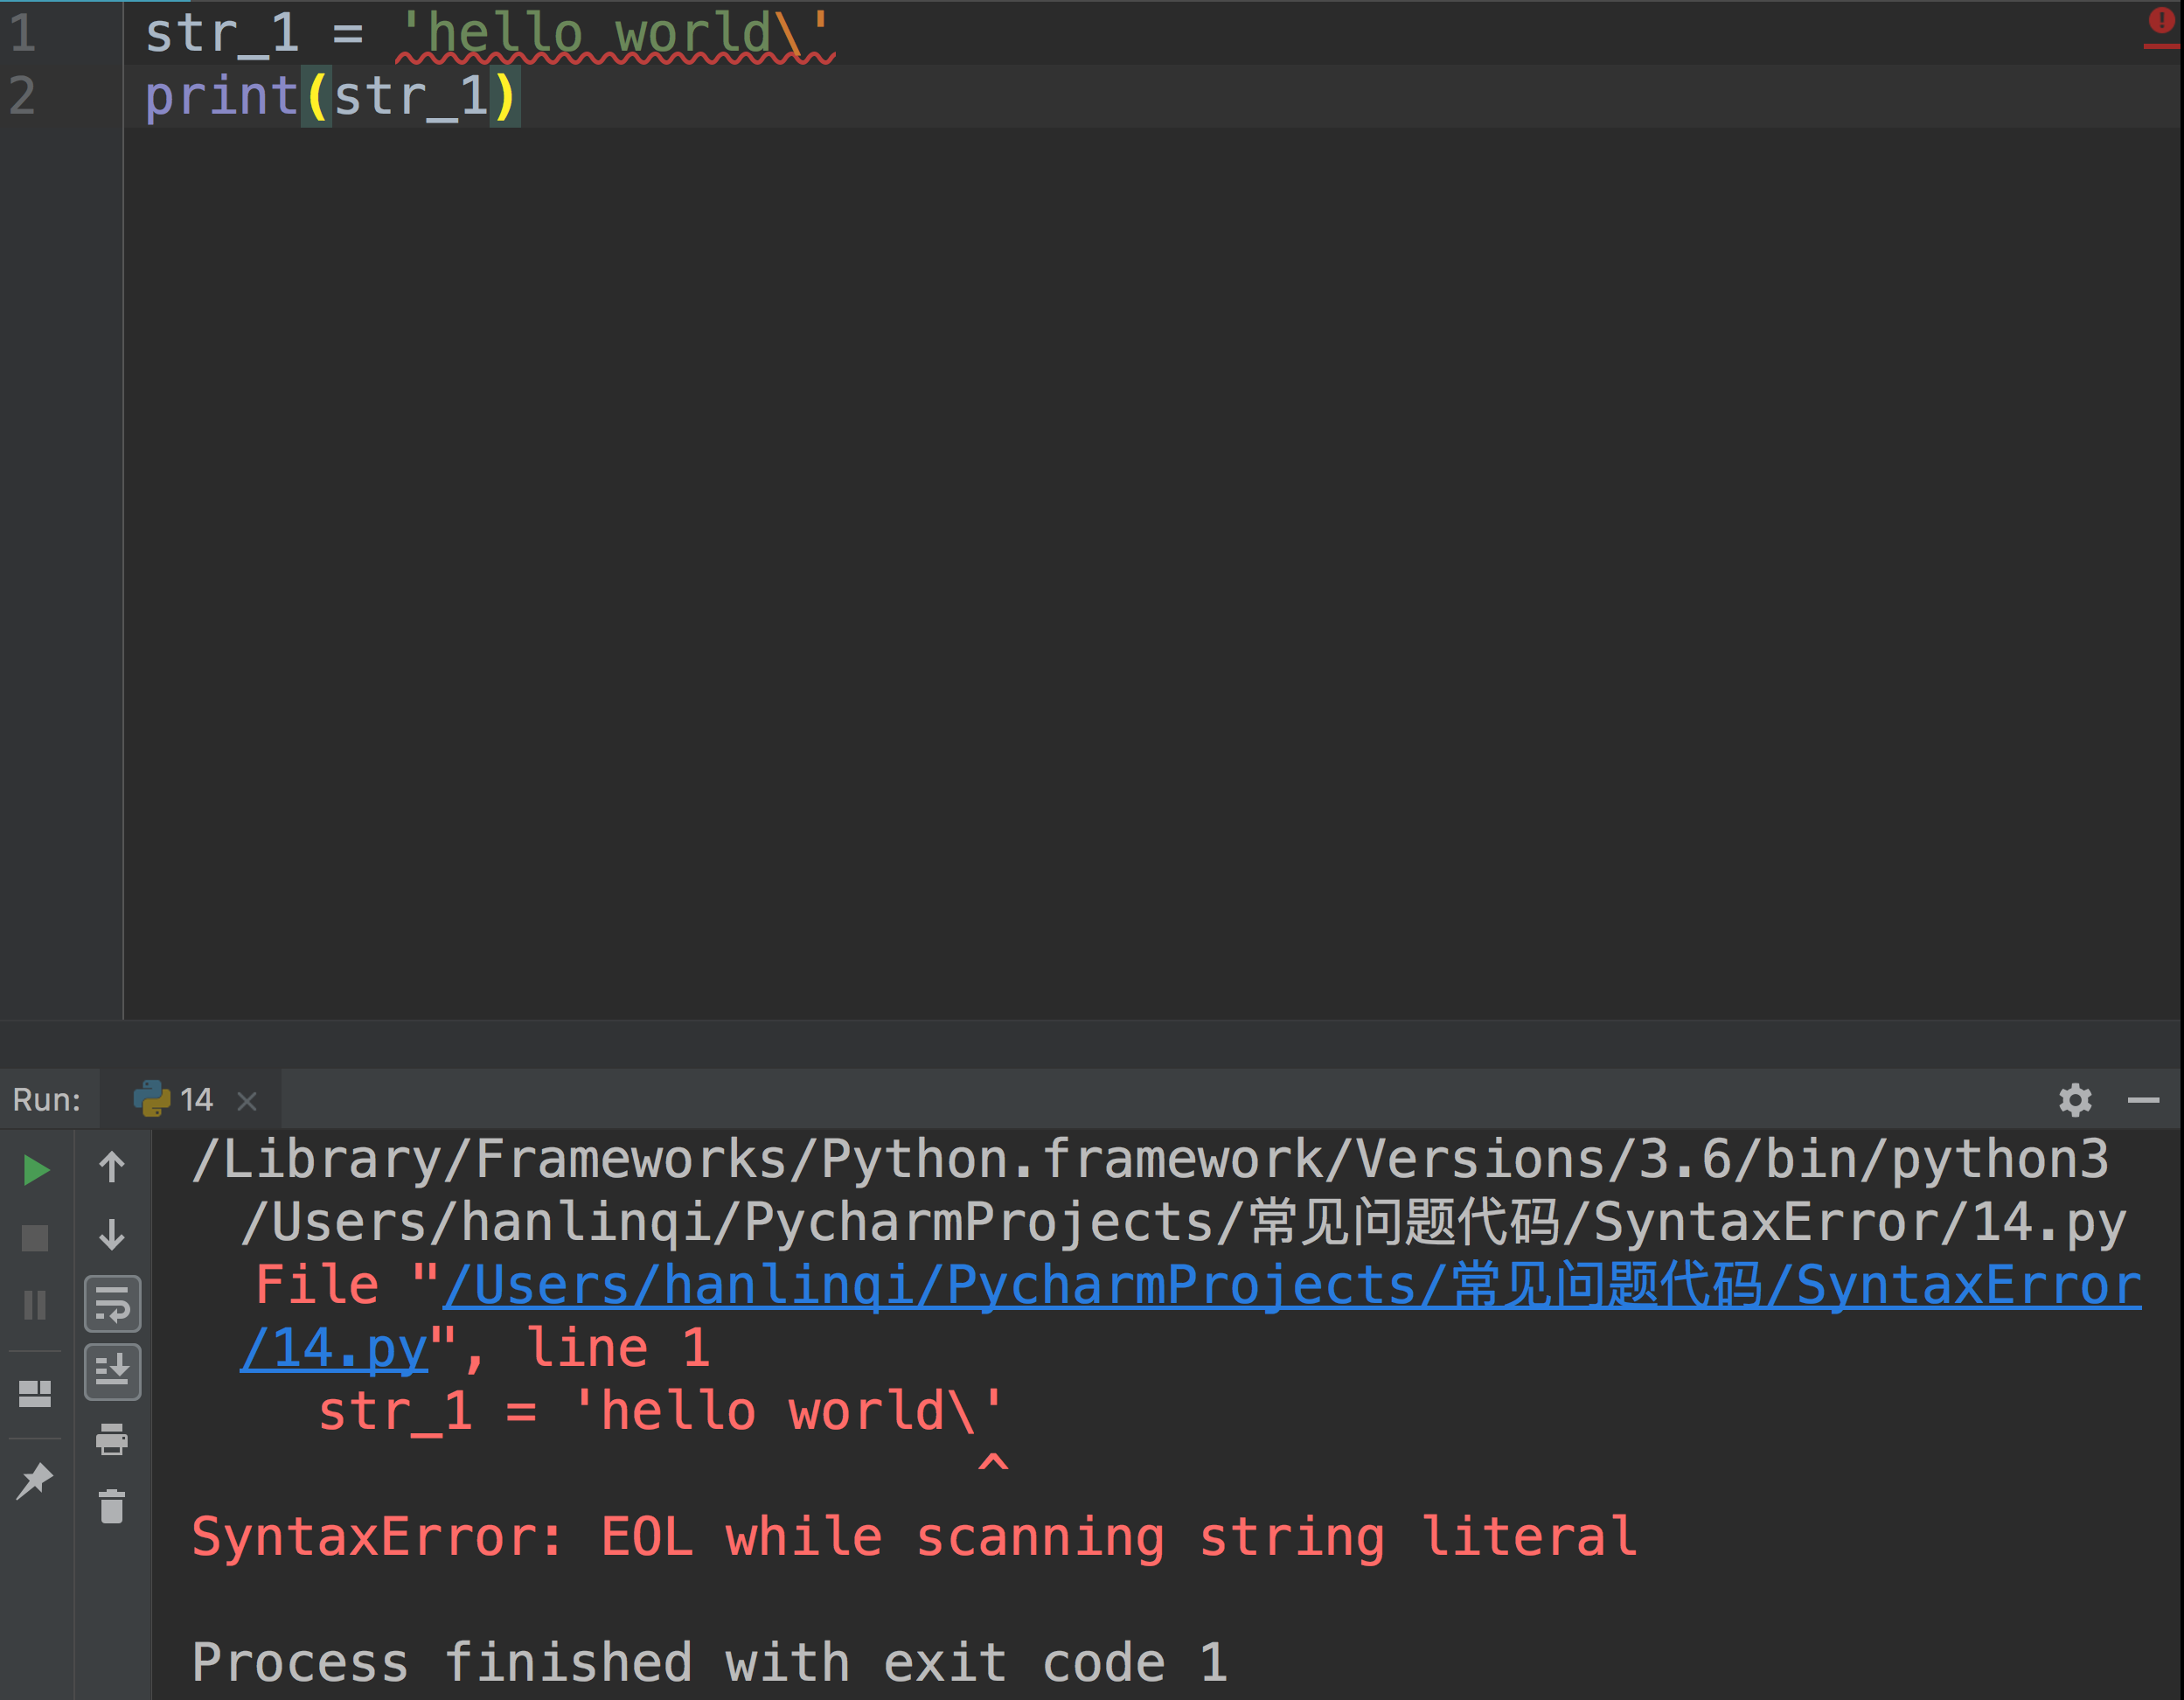 1 str_1 = 'hello world\'
2 print(str_1)
Run: 14
/Library/Frameworks/Python.framework/Versions/3.6/bin/python3
/Users/hanlinqi/PycharmProjects/常见问题代码/SyntaxError/14.py
File "/Users/hanlinqi/PycharmProjects/常见问题代码/SyntaxError
/14.py", line 1
str_1 = 'hello world\'
^
SyntaxError: EOL while scanning string literal
Process finished with exit code 1